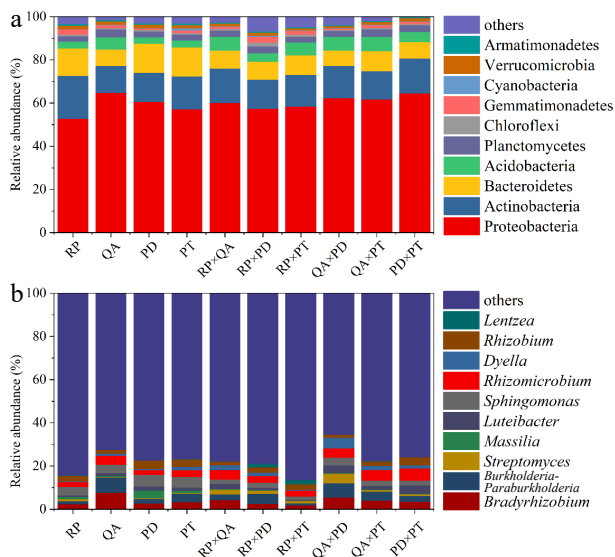 a
Relative abundance (%)
100
80
60
40
20
0
RP
QA
PD
PT
RP×QA
RP×PD
RP×PT
QA×PD
QA×PT
PD×PT
others
Armatimonadetes
Verrucomicrobia
Cyanobacteria
Gemmatimonadetes
Chloroflexi
Planctomycetes
Acidobacteria
Bacteroidetes
Actinobacteria
Proteobacteria
b
Relative abundance (%)
100
80
60
40
20
0
RP
QA
PD
PT
RP×QA
RP×PD
RP×PT
QA×PD
QA×PT
PD×PT
others
Lentzea
Rhizobium
Dyella
Rhizomicrobium
Sphingomonas
Luteibacter
Massilia
Streptomyces
Burkholderia-
Paraburkholderia
Bradyrhizobium